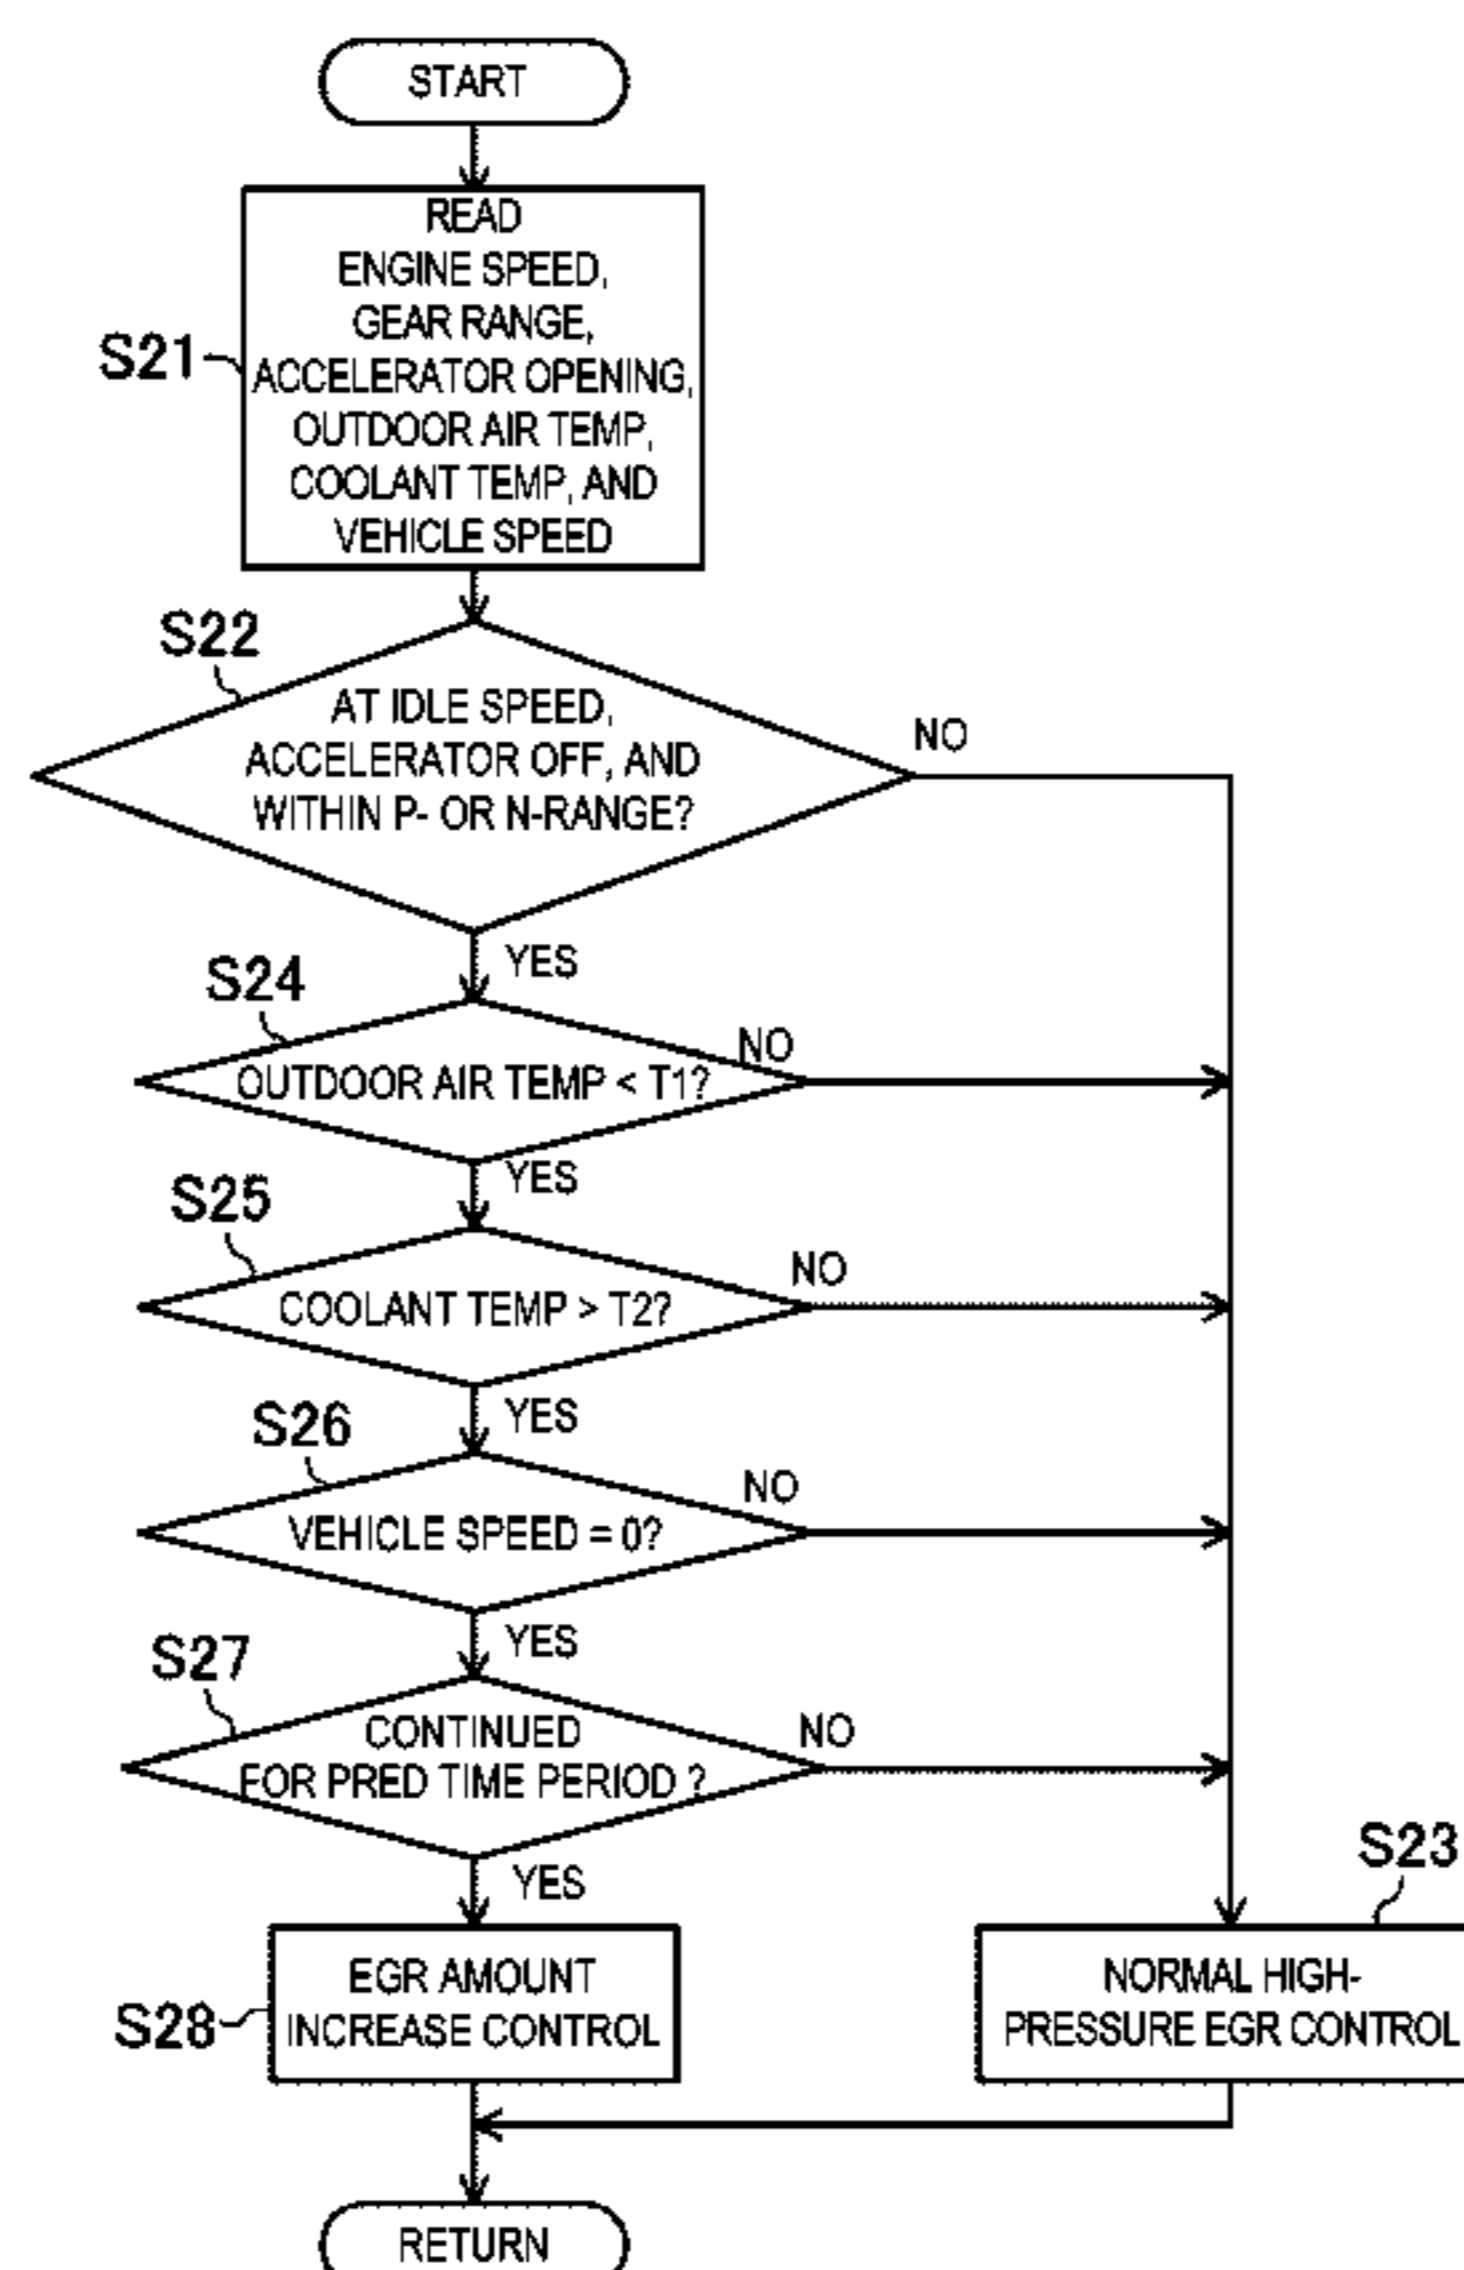 START
READ
ENGINE SPEED,
GEAR RANGE,
S21
ACCELERATOR OPENING,
OUTDOOR AIR TEMP,
COOLANT TEMP, AND
VEHICLE SPEED
S22
AT IDLE SPEED,
ACCELERATOR OFF, AND
WITHIN P- OR N-RANGE?
NO
YES
S24
OUTDOOR AIR TEMP < T1?
NO
YES
S25
COOLANT TEMP > T2?
NO
YES
S26
VEHICLE SPEED = 0?
NO
YES
S27
CONTINUED
FOR PRED TIME PERIOD ?
NO
YES
S28
EGR AMOUNT
INCREASE CONTROL
S23
NORMAL HIGH-
PRESSURE EGR CONTROL
RETURN